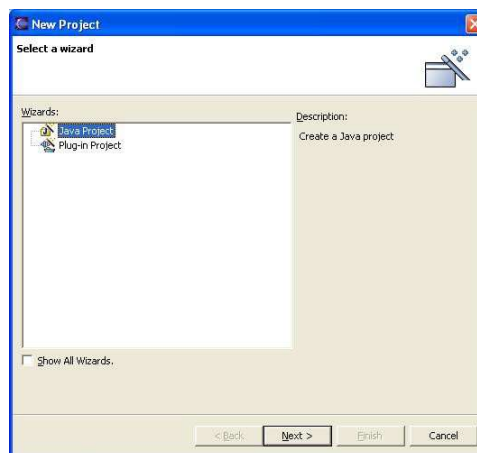 New Project
Select a wizard
Wizards:
Java Project
Plug-in Project
Description:
Create a Java project
Show All Wizards.
< Back
Next >
Finish
Cancel